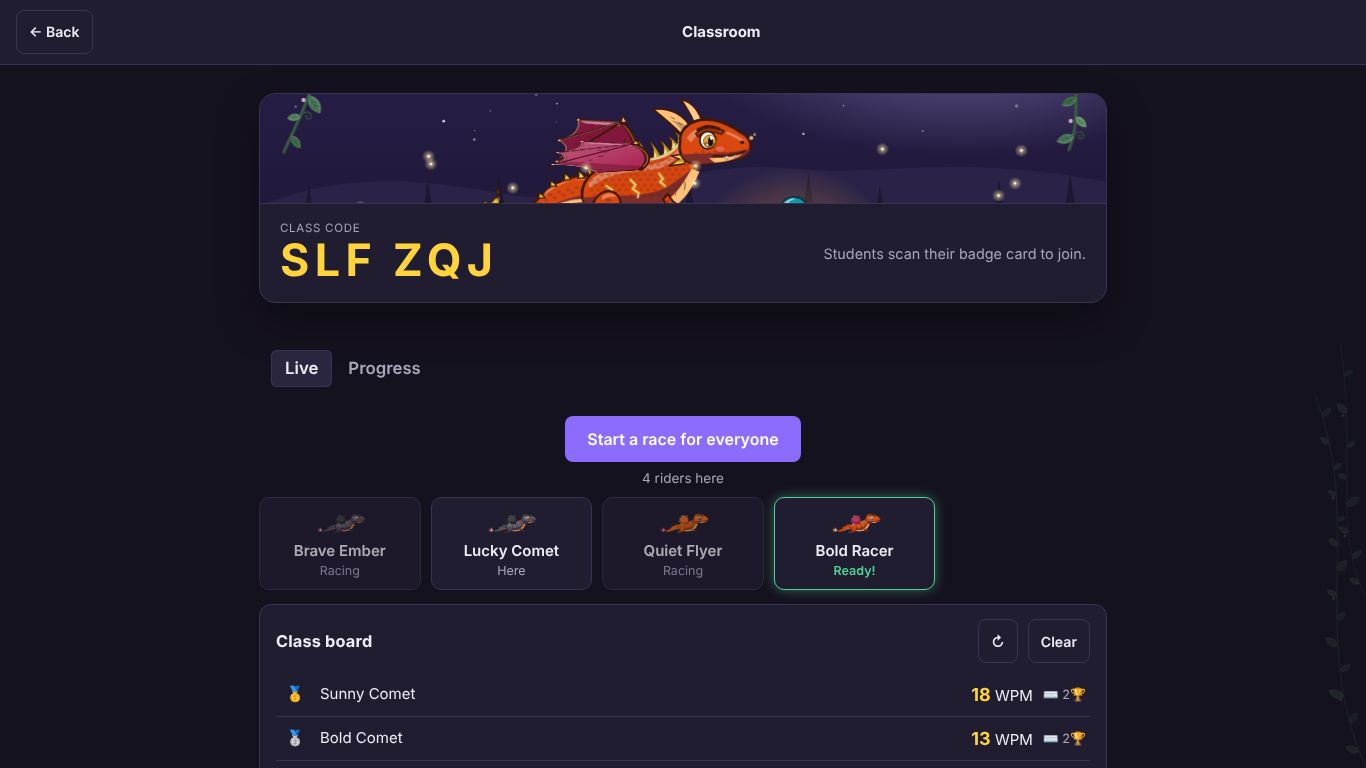 ← Back
Classroom
CLASS CODE
SLF ZQJ
Students scan their badge card to join.
Live
Progress
Start a race for everyone
4 riders here
Brave Ember
Racing
Lucky Comet
Here
Quiet Flyer
Racing
Bold Racer
Ready!
Class board
↻ Clear
🥇 Sunny Comet 18 WPM ⌨️ 2🏆
🥈 Bold Comet 13 WPM ⌨️ 2🏆